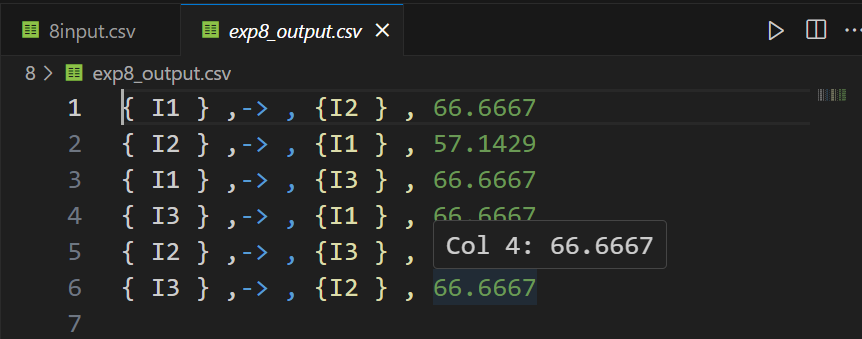 8input.csv exp8_output.csv
8 > exp8_output.csv
1 { I1 } ,-> , {I2 } , 66.6667
2 { I2 } ,-> , {I1 } , 57.1429
3 { I1 } ,-> , {I3 } , 66.6667
4 { I3 } ,-> , {I1 } , 66.6667
5 { I2 } ,-> , {I3 } ,
Col 4: 66.6667
6 { I3 } ,-> , {I2 } , 66.6667
7